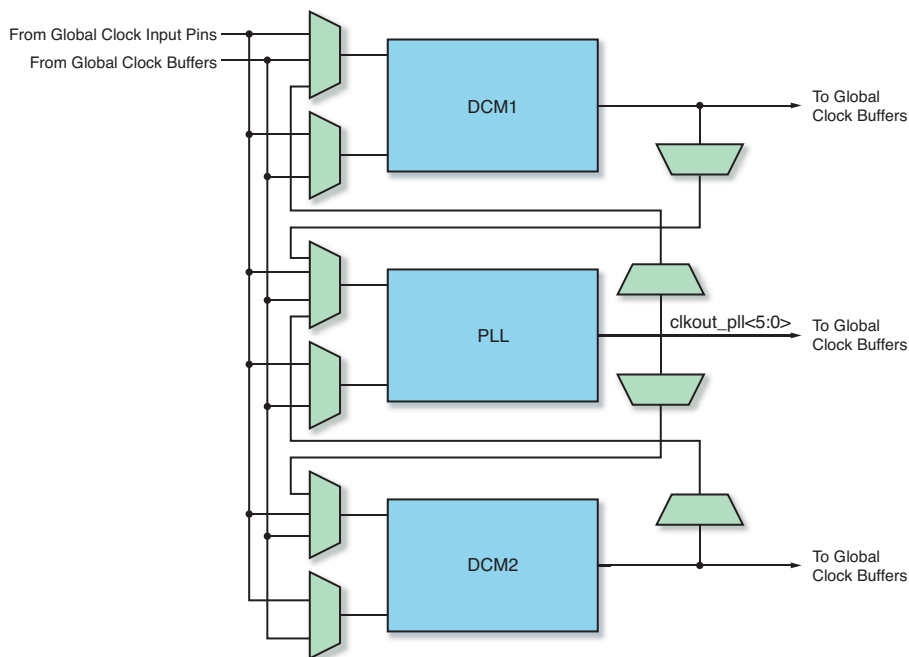 From Global Clock Input Pins
From Global Clock Buffers
DCM1
To Global
Clock Buffers
PLL
clkout_pll<5:0>
To Global
Clock Buffers
DCM2
To Global
Clock Buffers